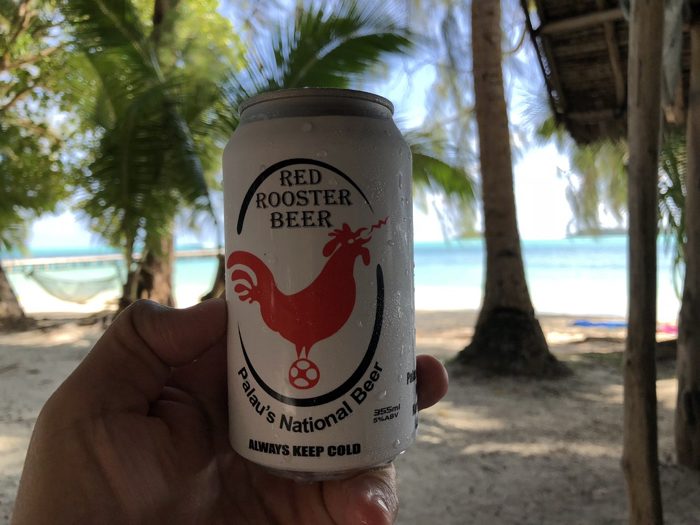 RED
ROOSTER
BEER
Palau's National Beer
355ml
5%ABV
ALWAYS KEEP COLD